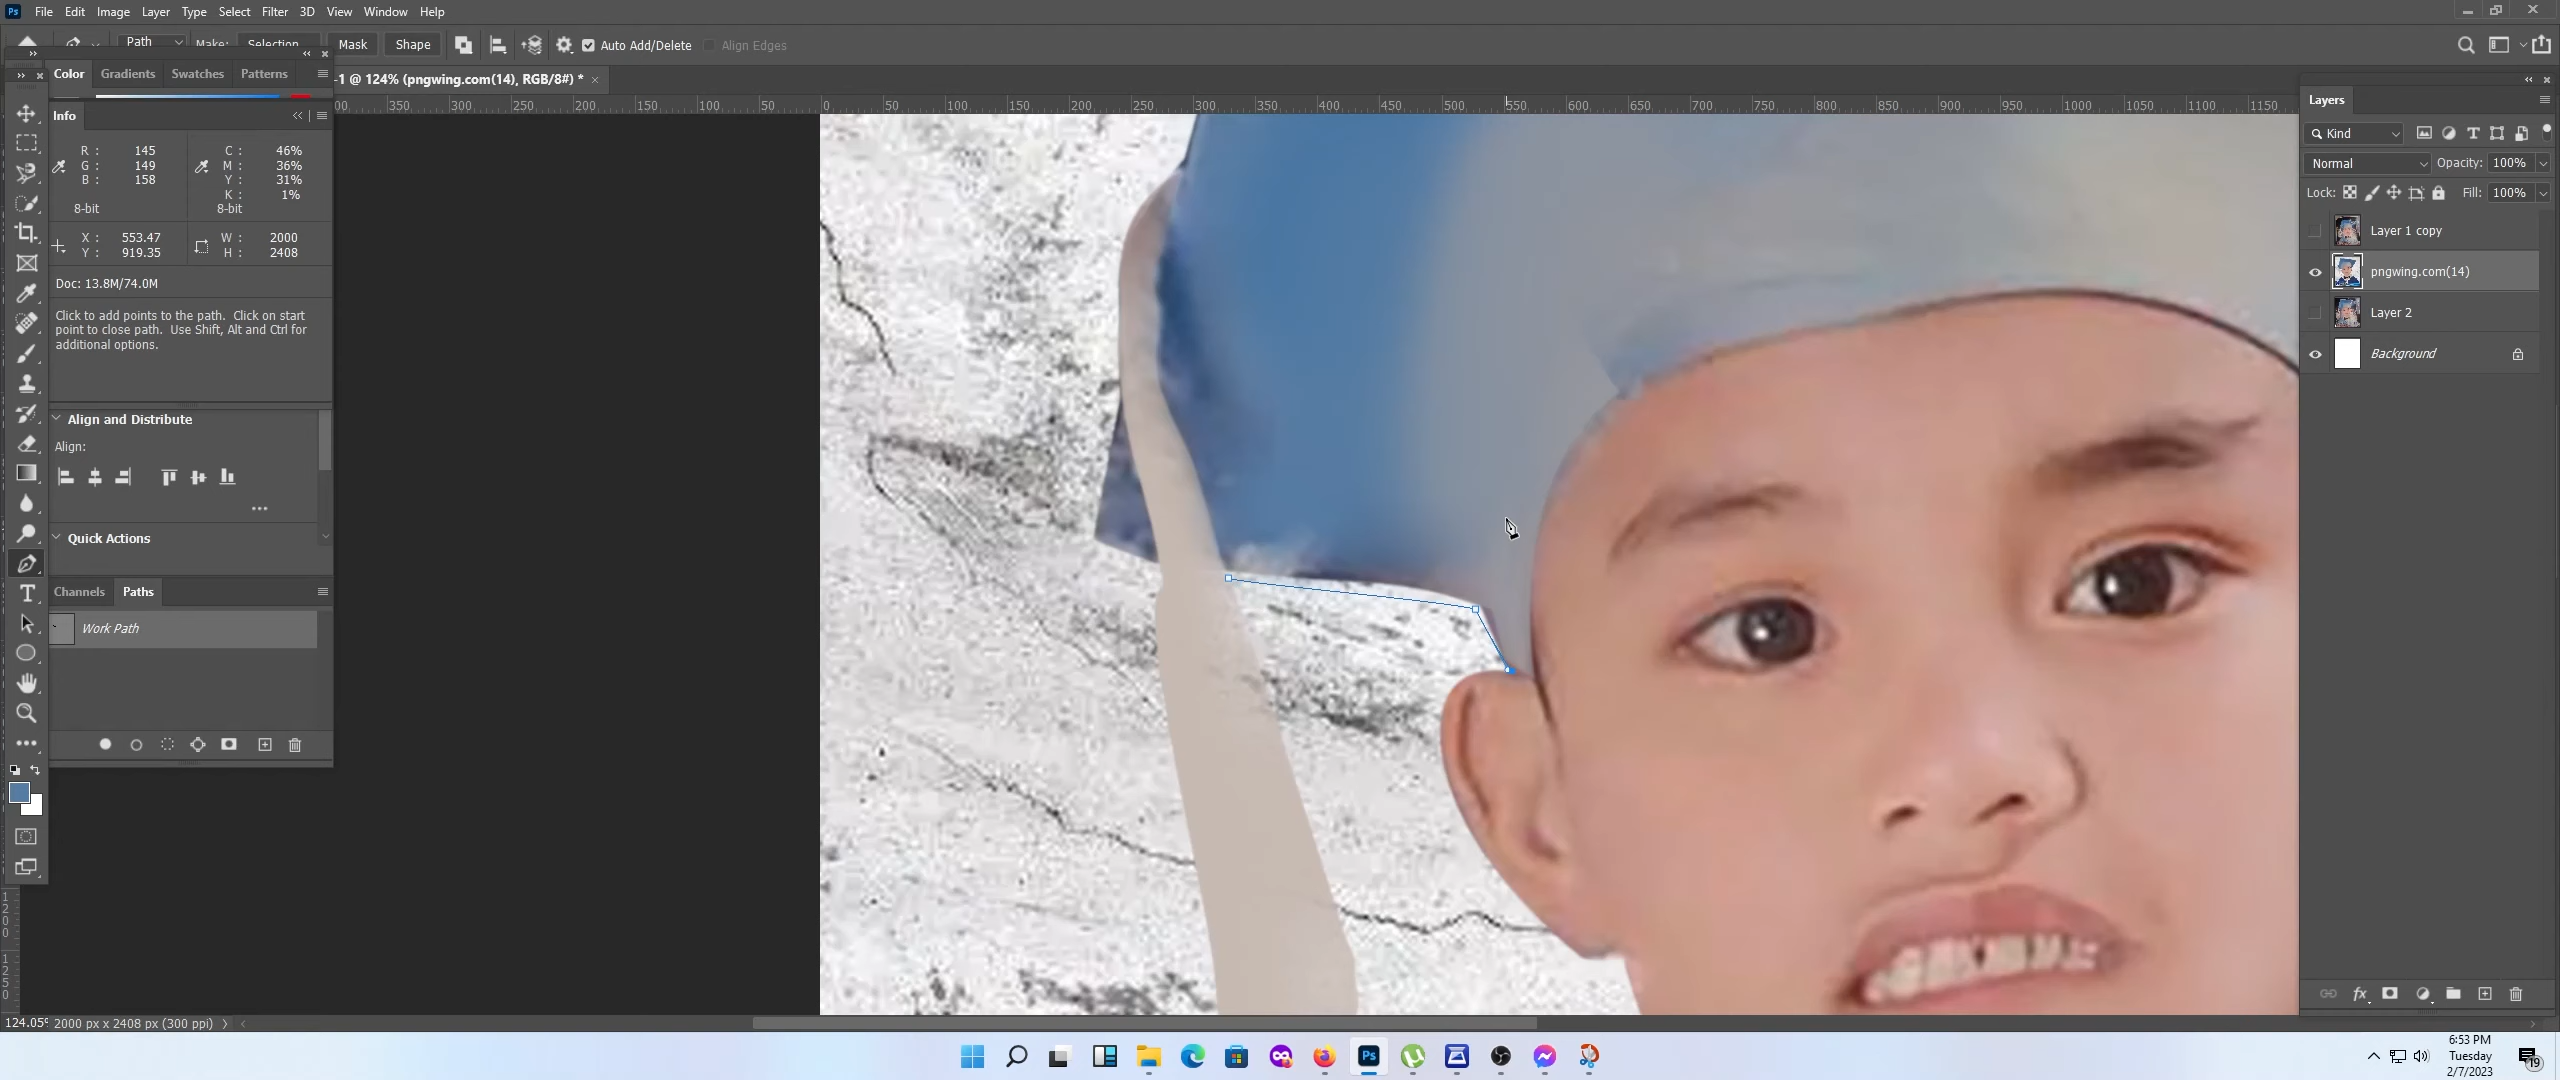 Ps File Edit Image Layer Type Select Filter 3D View Window Help
Path Make: Selection Mask Shape Auto Add/Delete Align Edges
Color Gradients Swatches Patterns
-1 @ 124% (pngwing.com(14), RGB/8#) * ×
350 300 250 200 150 100 50 0 50 100 150 200 250 300 350 400 450 500 550 600 650 700 750 800 850 900 950 1000 1050 1100 1150
Info
R : 145 C : 46%
G : 149 M : 36%
B : 158 Y : 31%
K : 1%
8-bit 8-bit
X : 553.47 W : 2000
Y : 919.35 H : 2408
Doc: 13.8M/74.0M
Click to add points to the path. Click on start
point to close path. Use Shift, Alt and Ctrl for
additional options.
Align and Distribute
Align:
Quick Actions
Channels Paths
Work Path
Layers
Kind
Normal Opacity: 100%
Lock: Fill: 100%
Layer 1 copy
pngwing.com(14)
Layer 2
Background
fx
124.05% 2000 px x 2408 px (300 ppi)
6:53 PM
Tuesday
2/7/2023
19